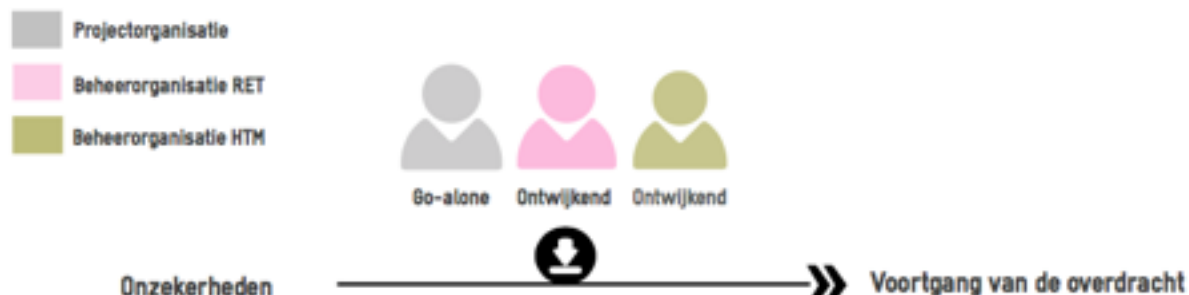 Projectorganisatie
Beheerorganisatie RET
Beheerorganisatie HTM
Go-alone Ontwijkend Ontwijkend
Onzekerheden Voortgang van de overdracht